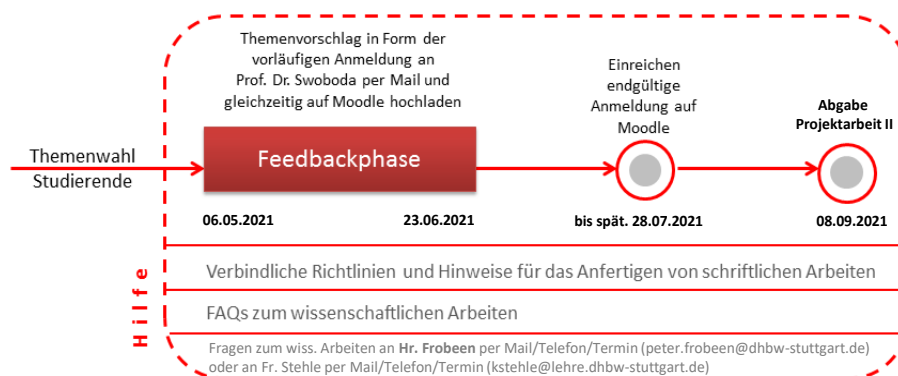 Themenvorschlag in Form der
vorläufigen Anmeldung an
Prof. Dr. Swoboda per Mail und
gleichzeitig auf Moodle hochladen
Einreichen
endgültige
Anmeldung auf
Moodle
Abgabe
Projektarbeit II
Themenwahl
Studierende
Feedbackphase
06.05.2021
23.06.2021
bis spät. 28.07.2021
08.09.2021
Hilfe
Verbindliche Richtlinien und Hinweise für das Anfertigen von schriftlichen Arbeiten
FAQs zum wissenschaftlichen Arbeiten
Fragen zum wiss. Arbeiten an Hr. Frobeen per Mail/Telefon/Termin (peter.frobeen@dhbw-stuttgart.de)
oder an Fr. Stehle per Mail/Telefon/Termin (kstehle@lehre.dhbw-stuttgart.de)